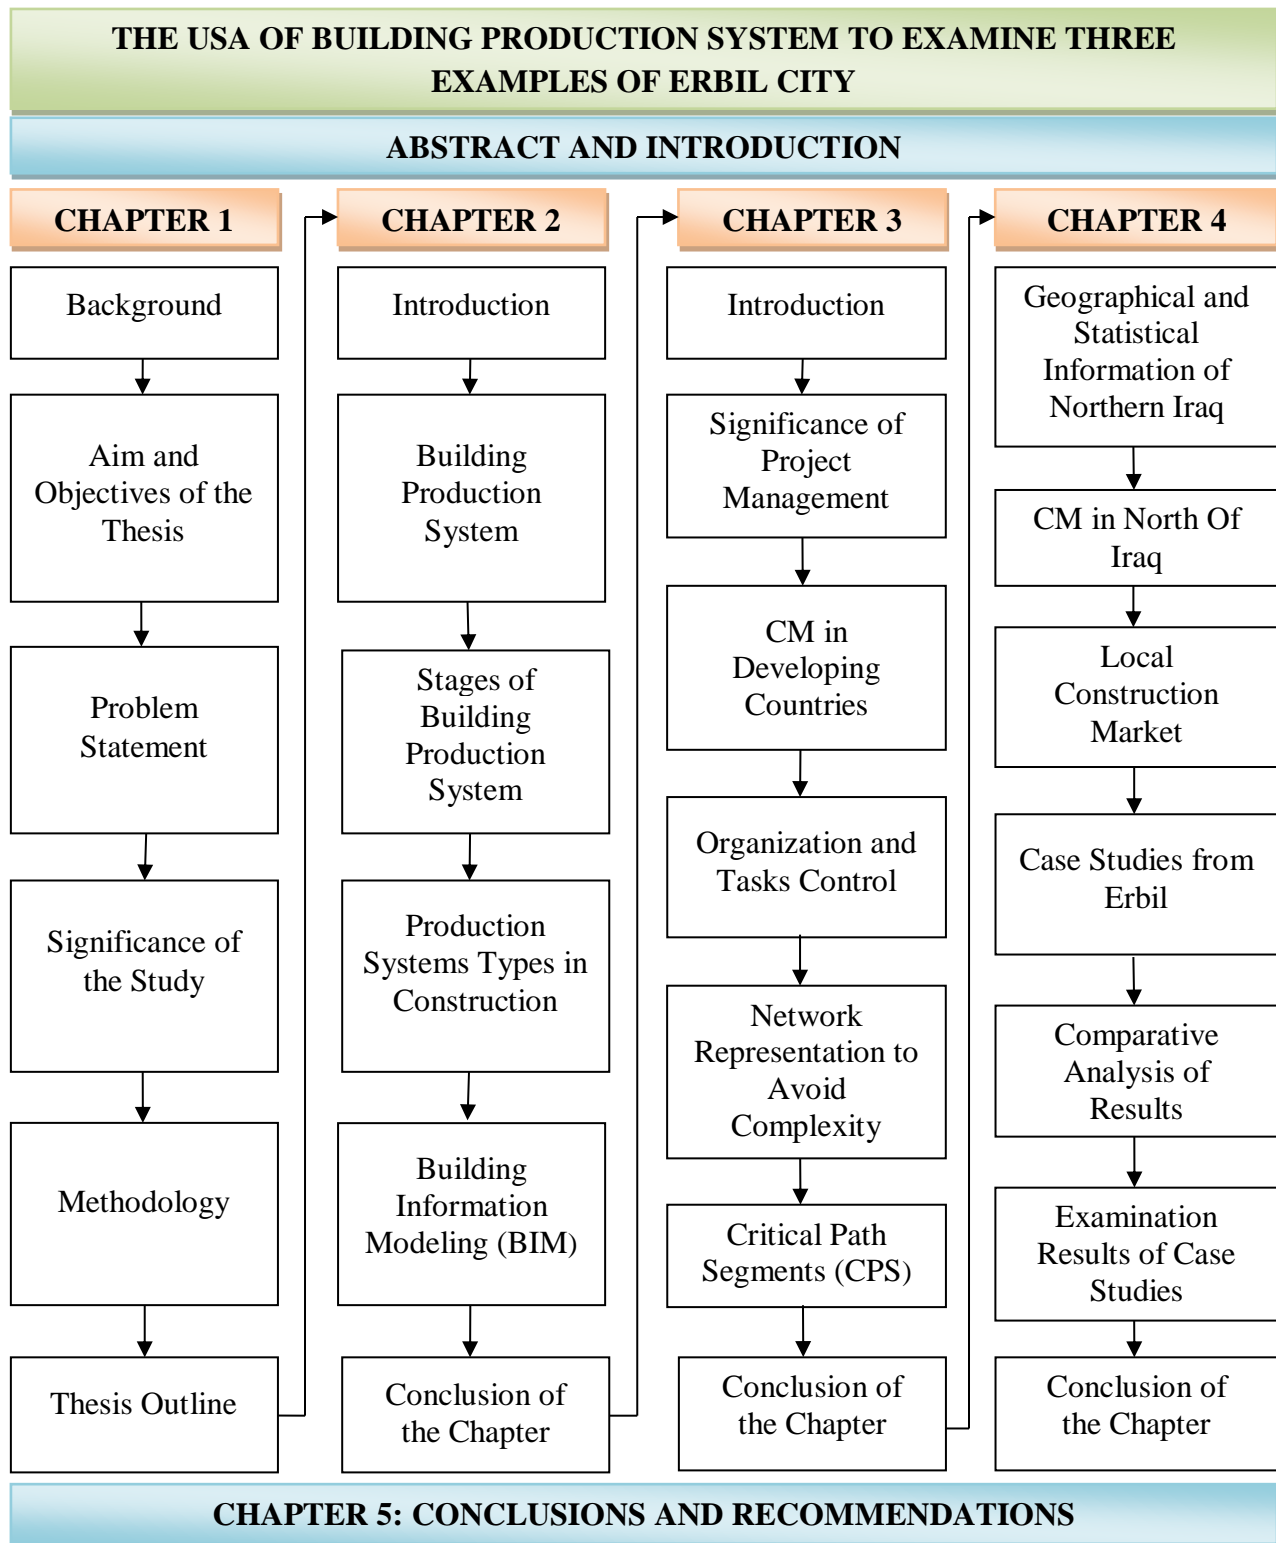 THE USA OF BUILDING PRODUCTION SYSTEM TO EXAMINE THREE
EXAMPLES OF ERBIL CITY
ABSTRACT AND INTRODUCTION
CHAPTER 1
Background
Aim and
Objectives of the
Thesis
Problem
Statement
Significance of
the Study
Methodology
Thesis Outline
CHAPTER 2
Introduction
Building
Production
System
Stages of
Building
Production
System
Production
Systems Types in
Construction
Building
Information
Modeling (BIM)
Conclusion of
the Chapter
CHAPTER 3
Introduction
Significance of
Project
Management
CM in
Developing
Countries
Organization and
Tasks Control
Network
Representation to
Avoid
Complexity
Critical Path
Segments (CPS)
Conclusion of
the Chapter
CHAPTER 4
Geographical and
Statistical
Information of
Northern Iraq
CM in North Of
Iraq
Local
Construction
Market
Case Studies from
Erbil
Comparative
Analysis of
Results
Examination
Results of Case
Studies
Conclusion of
the Chapter
CHAPTER 5: CONCLUSIONS AND RECOMMENDATIONS